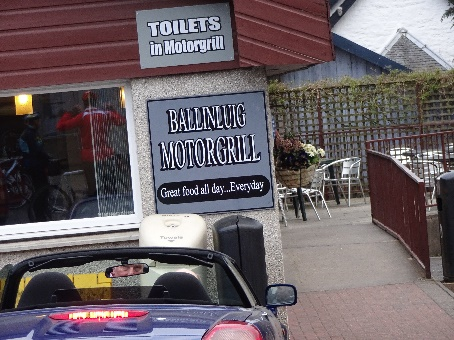 TOILETS
in Motorgrill
BALLINLUIG
MOTORGRILL
Great food all day...Everyday